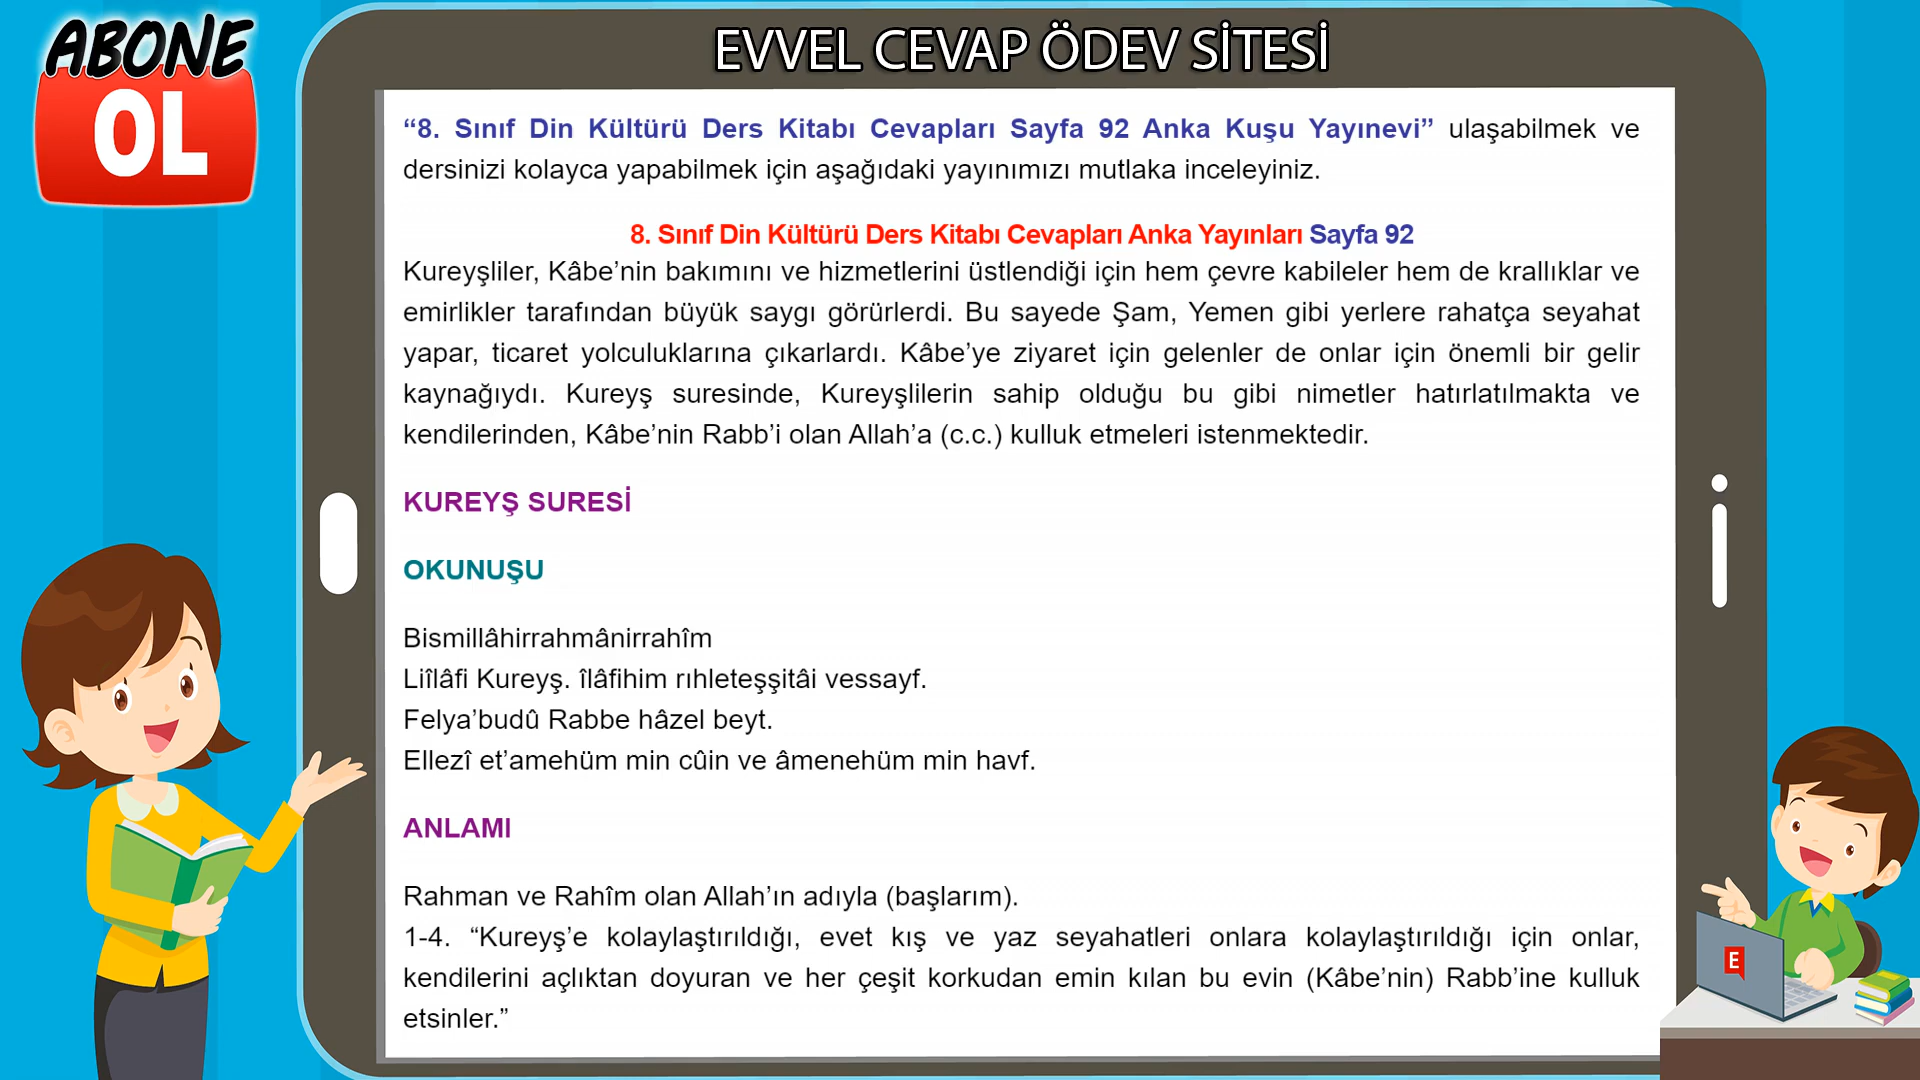 ABONE
OL
EVVEL CEVAP ÖDEV SİTESİ
“8. Sınıf Din Kültürü Ders Kitabı Cevapları Sayfa 92 Anka Kuşu Yayınevi” ulaşabilmek ve
dersinizi kolayca yapabilmek için aşağıdaki yayınımızı mutlaka inceleyiniz.
8. Sınıf Din Kültürü Ders Kitabı Cevapları Anka Yayınları Sayfa 92
Kureyşliler, Kâbe’nin bakımını ve hizmetlerini üstlendiği için hem çevre kabileler hem de krallıklar ve
emirlikler tarafından büyük saygı görürlerdi. Bu sayede Şam, Yemen gibi yerlere rahatça seyahat
yapar, ticaret yolculuklarına çıkarlardı. Kâbe’ye ziyaret için gelenler de onlar için önemli bir gelir
kaynağıydı. Kureyş suresinde, Kureyşlilerin sahip olduğu bu gibi nimetler hatırlatılmakta ve
kendilerinden, Kâbe’nin Rabb’i olan Allah’a (c.c.) kulluk etmeleri istenmektedir.
KUREYŞ SURESİ
OKUNUŞU
Bismillâhirrahmânirrahîm
Liîlâfi Kureyş. îlâfihim rıhleteşşitâi vessayf.
Felya’budû Rabbe hâzel beyt.
Ellezî et’amehüm min cûin ve âmenehüm min havf.
ANLAMI
Rahman ve Rahîm olan Allah’ın adıyla (başlarım).
1-4. “Kureyş’e kolaylaştırıldığı, evet kış ve yaz seyahatleri onlara kolaylaştırıldığı için onlar,
kendilerini açlıktan doyuran ve her çeşit korkudan emin kılan bu evin (Kâbe’nin) Rabb’ine kulluk
etsinler.”
E